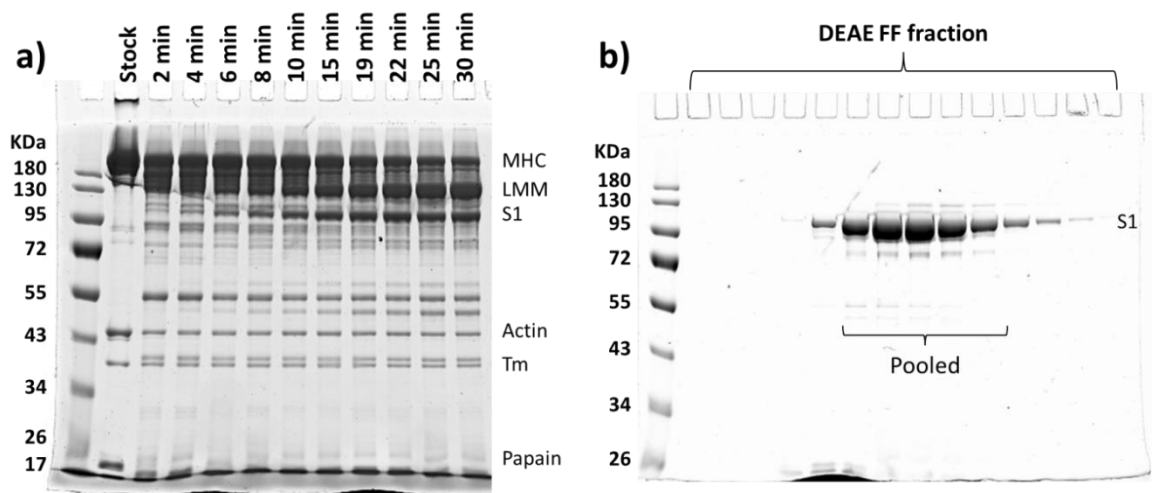 a)
Stock
2 min
4 min
6 min
8 min
10 min
15 min
19 min
22 min
25 min
30 min
KDa
180
130
95
72
55
43
34
26
17
MHC
LMM
S1
Actin
Tm
Papain
b)
DEAE FF fraction
KDa
180
130
95
72
55
43
34
26
S1
Pooled